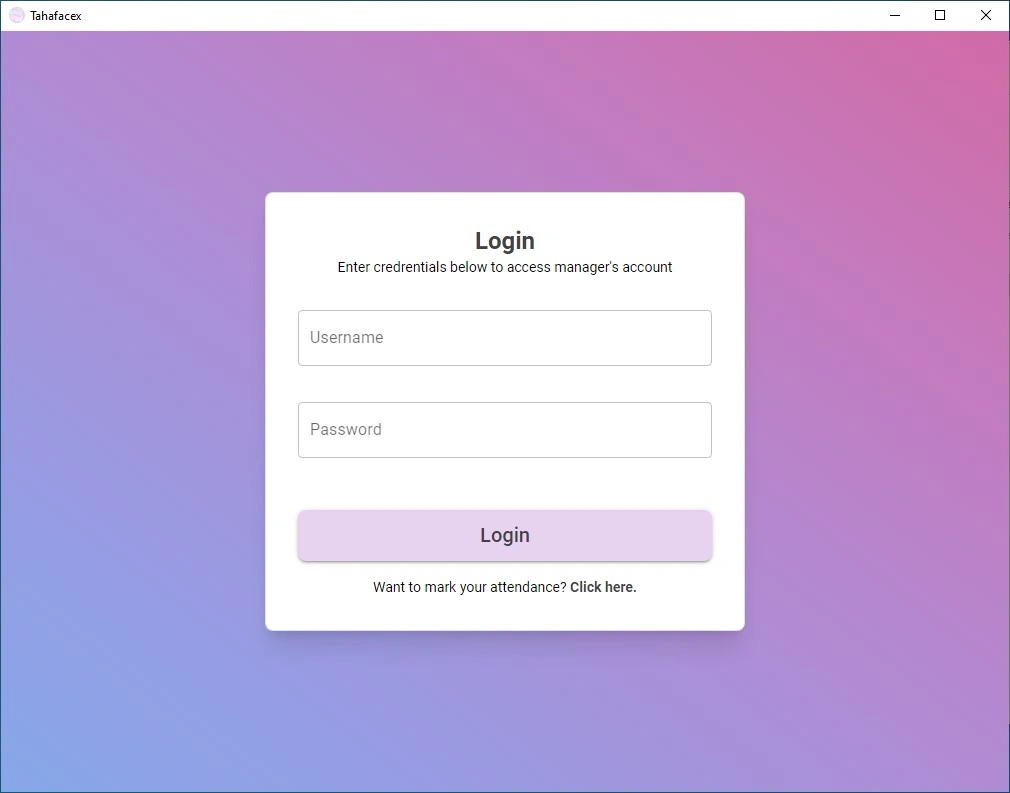 Tahafacex
Login
Enter credrentials below to access manager's account
Username
Password
Login
Want to mark your attendance? Click here.